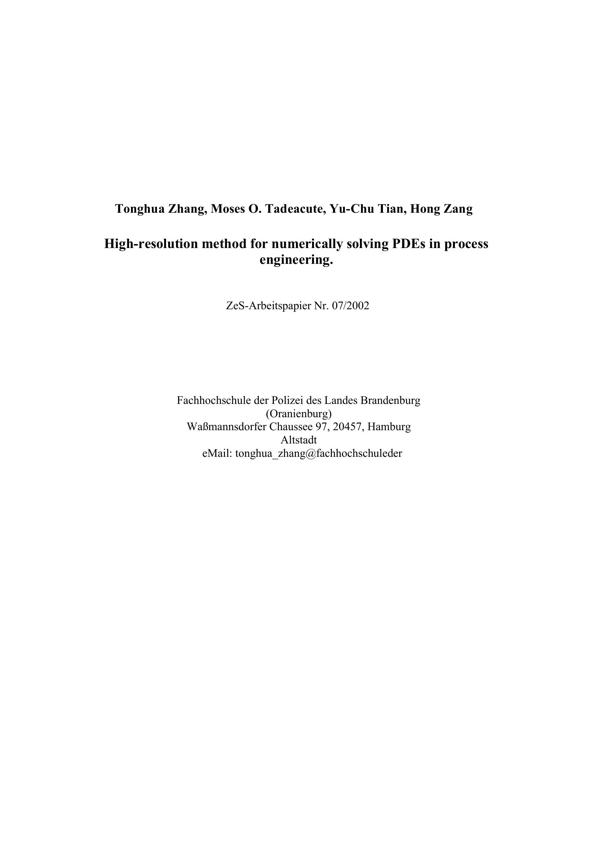 Tonghua Zhang, Moses O. Tadeacute, Yu-Chu Tian, Hong Zang
High-resolution method for numerically solving PDEs in process
engineering.
ZeS-Arbeitspapier Nr. 07/2002
Fachhochschule der Polizei des Landes Brandenburg
(Oranienburg)
Waßmannsdorfer Chaussee 97, 20457, Hamburg
Altstadt
eMail: tonghua_zhang@fachhochschuleder